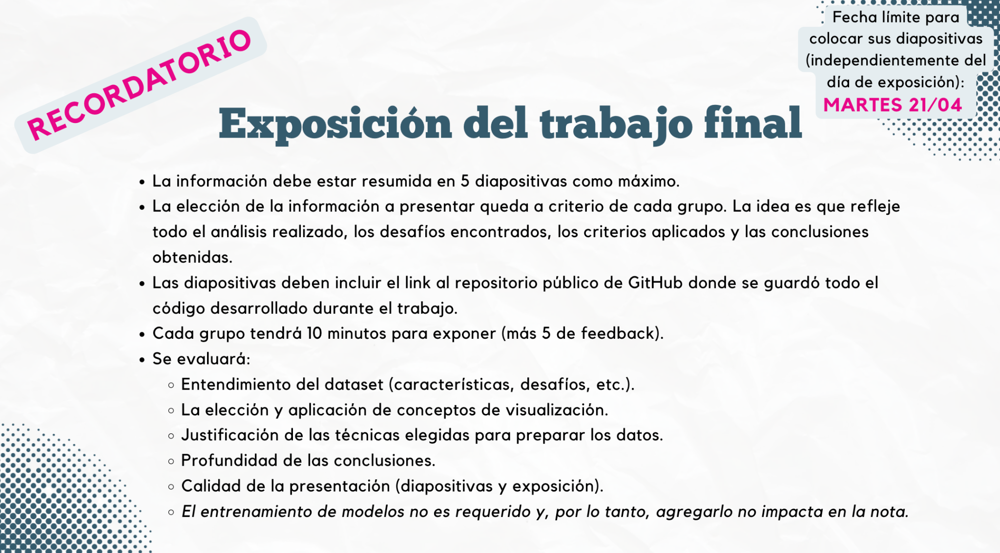 RECORDATORIO
Fecha límite para
colocar sus diapositivas
(independientemente del
día de exposición):
MARTES 21/04
Exposición del trabajo final
• La información debe estar resumida en 5 diapositivas como máximo.
• La elección de la información a presentar queda a criterio de cada grupo. La idea es que refleje
todo el análisis realizado, los desafíos encontrados, los criterios aplicados y las conclusiones
obtenidas.
• Las diapositivas deben incluir el link al repositorio público de GitHub donde se guardó todo el
código desarrollado durante el trabajo.
• Cada grupo tendrá 10 minutos para exponer (más 5 de feedback).
• Se evaluará:
◦ Entendimiento del dataset (características, desafíos, etc.).
◦ La elección y aplicación de conceptos de visualización.
◦ Justificación de las técnicas elegidas para preparar los datos.
◦ Profundidad de las conclusiones.
◦ Calidad de la presentación (diapositivas y exposición).
◦ El entrenamiento de modelos no es requerido y, por lo tanto, agregarlo no impacta en la nota.